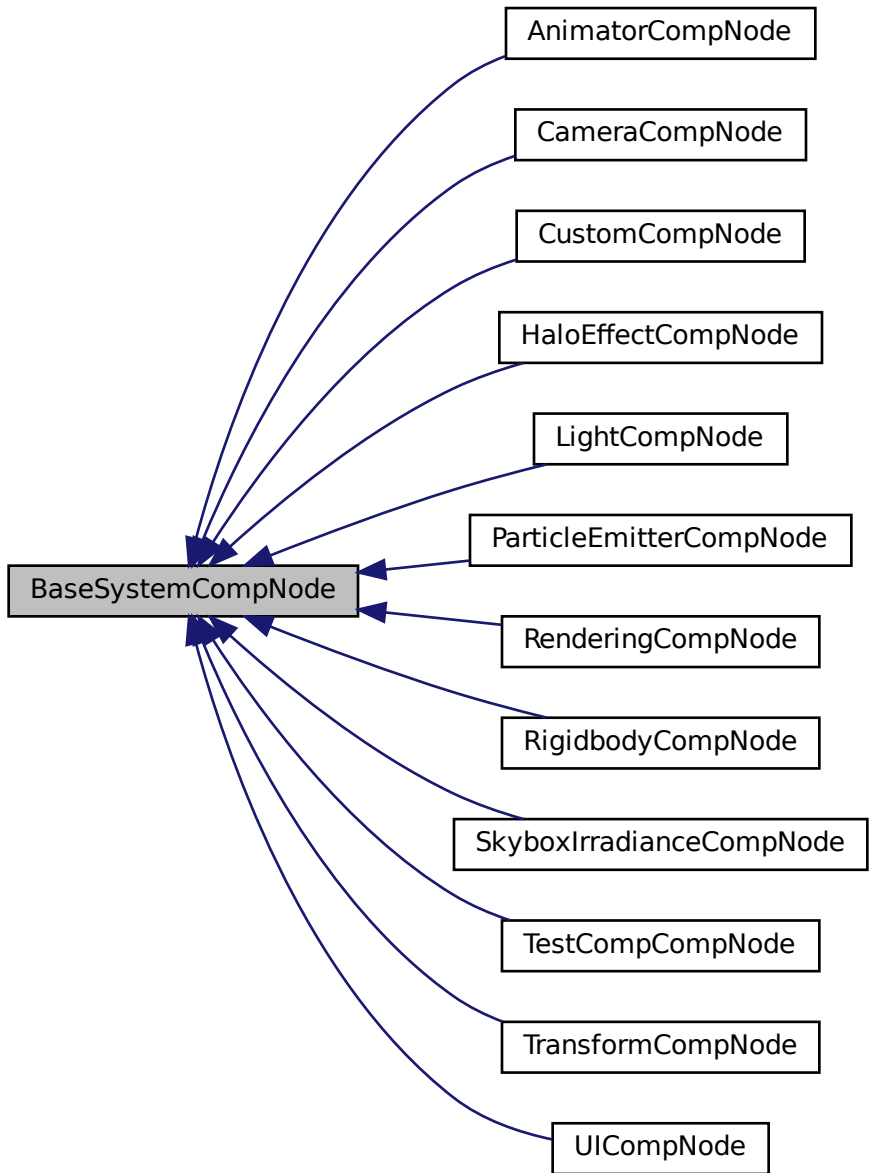 AnimatorCompNode
CameraCompNode
CustomCompNode
HaloEffectCompNode
LightCompNode
ParticleEmitterCompNode
BaseSystemCompNode
RenderingCompNode
RigidbodyCompNode
SkyboxIrradianceCompNode
TestCompCompNode
TransformCompNode
UICompNode